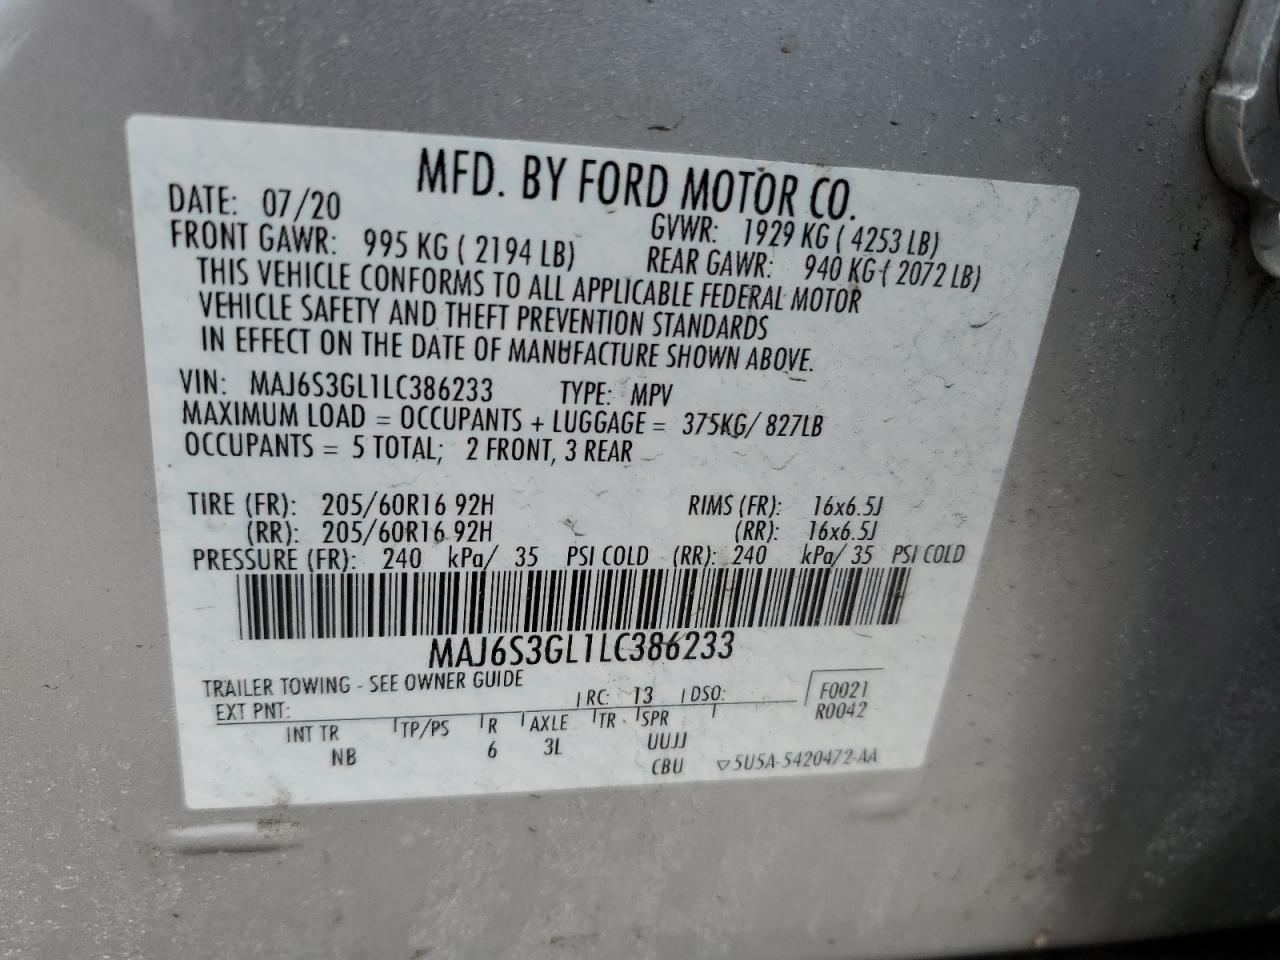 MFD. BY FORD MOTOR CO.
DATE: 07/20 GVWR: 1929 KG ( 4253 LB)
FRONT GAWR: 995 KG ( 2194 LB) REAR GAWR: 940 KG ( 2072 LB)
THIS VEHICLE CONFORMS TO ALL APPLICABLE FEDERAL MOTOR
VEHICLE SAFETY AND THEFT PREVENTION STANDARDS
IN EFFECT ON THE DATE OF MANUFACTURE SHOWN ABOVE.
VIN: MAJ6S3GL1LC386233 TYPE: MPV
MAXIMUM LOAD = OCCUPANTS + LUGGAGE = 375KG/ 827LB
OCCUPANTS = 5 TOTAL; 2 FRONT, 3 REAR
TIRE (FR): 205/60R16 92H RIMS (FR): 16x6.5J
(RR): 205/60R16 92H (RR): 16x6.5J
PRESSURE (FR): 240 kPa/ 35 PSI COLD (RR): 240 kPa/ 35 PSI COLD
MAJ6S3GL1LC386233
TRAILER TOWING - SEE OWNER GUIDE
EXT PNT: RC: 13 DSO: F0021
R0042
INT TR TP/PS R AXLE TR SPR
NB 6 3L UUJJ
CBU ▽5U5A-5420472-AA